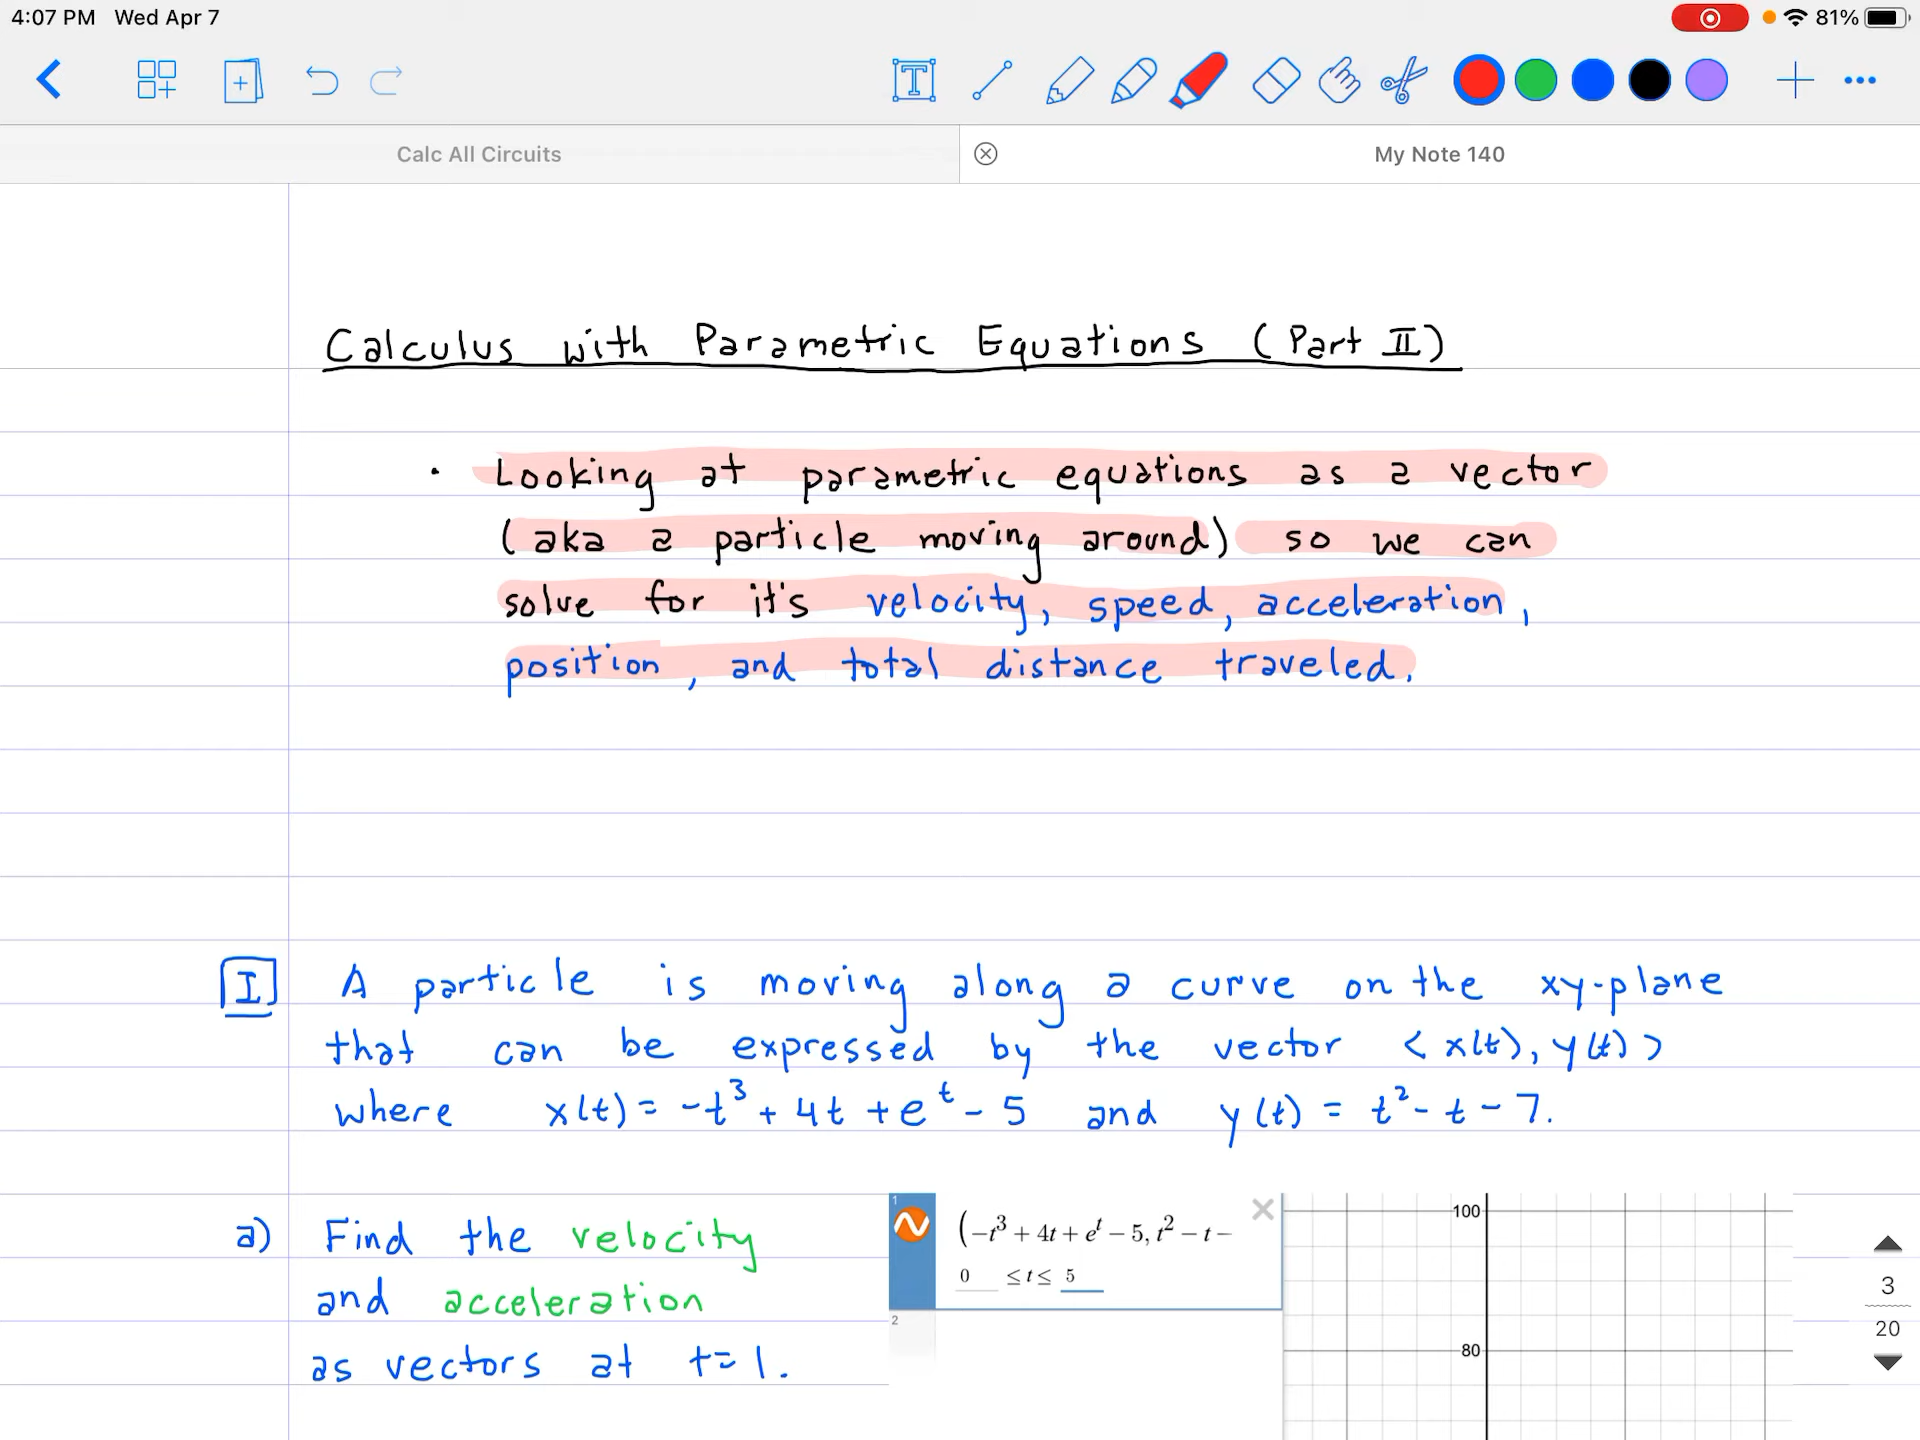 4:07 PM Wed Apr 7
81%
T
Calc All Circuits
My Note 140
Calculus with Parametric Equations (Part II)
• Looking at parametric equations as a vector
(aka a particle moving around) so we can
solve for it's velocity, speed, acceleration,
position, and total distance traveled.
I A particle is moving along a curve on the xy-plane
that can be expressed by the vector <x(t), y(t)>
where x(t) = -t³ + 4t + eᵗ - 5 and y(t) = t² - t - 7.
a) Find the velocity
and acceleration
as vectors at t=1.
1
(-t³ + 4t + eᵗ - 5, t² - t -
0 ≤ t ≤ 5
2
100
80
3
20